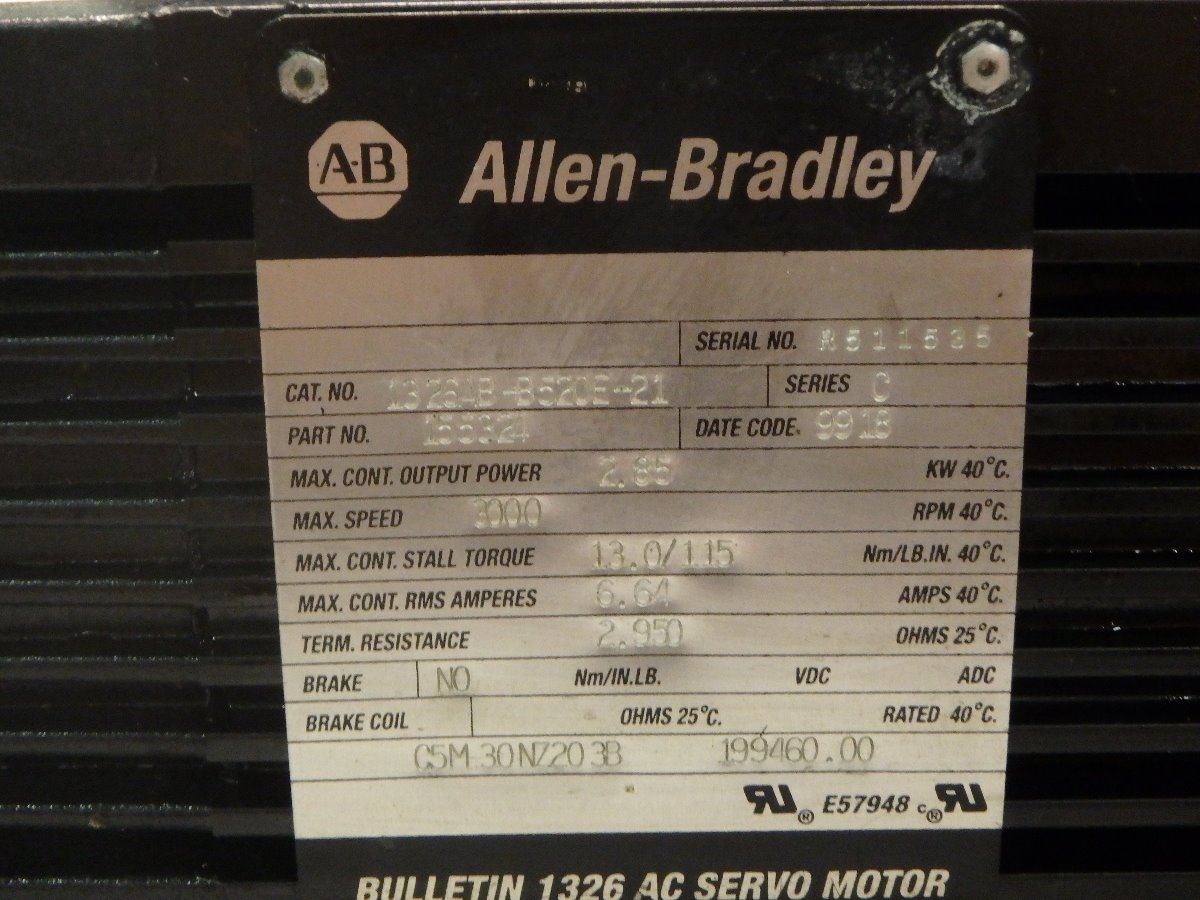 A-B Allen-Bradley
SERIAL NO. R511535
CAT. NO. 1326AB-B520E-21 SERIES C
PART NO. DATE CODE. 9918
MAX. CONT. OUTPUT POWER 2.85 KW 40°C.
MAX. SPEED 3000 RPM 40°C.
MAX. CONT. STALL TORQUE 13.0/115 Nm/LB.IN. 40°C.
MAX. CONT. RMS AMPERES 6.64 AMPS 40°C.
TERM. RESISTANCE 2.950 OHMS 25°C.
BRAKE NO Nm/IN.LB. VDC ADC
BRAKE COIL OHMS 25°C. RATED 40°C.
199460.00
RU® E57948 cRU®
BULLETIN 1326 AC SERVO MOTOR